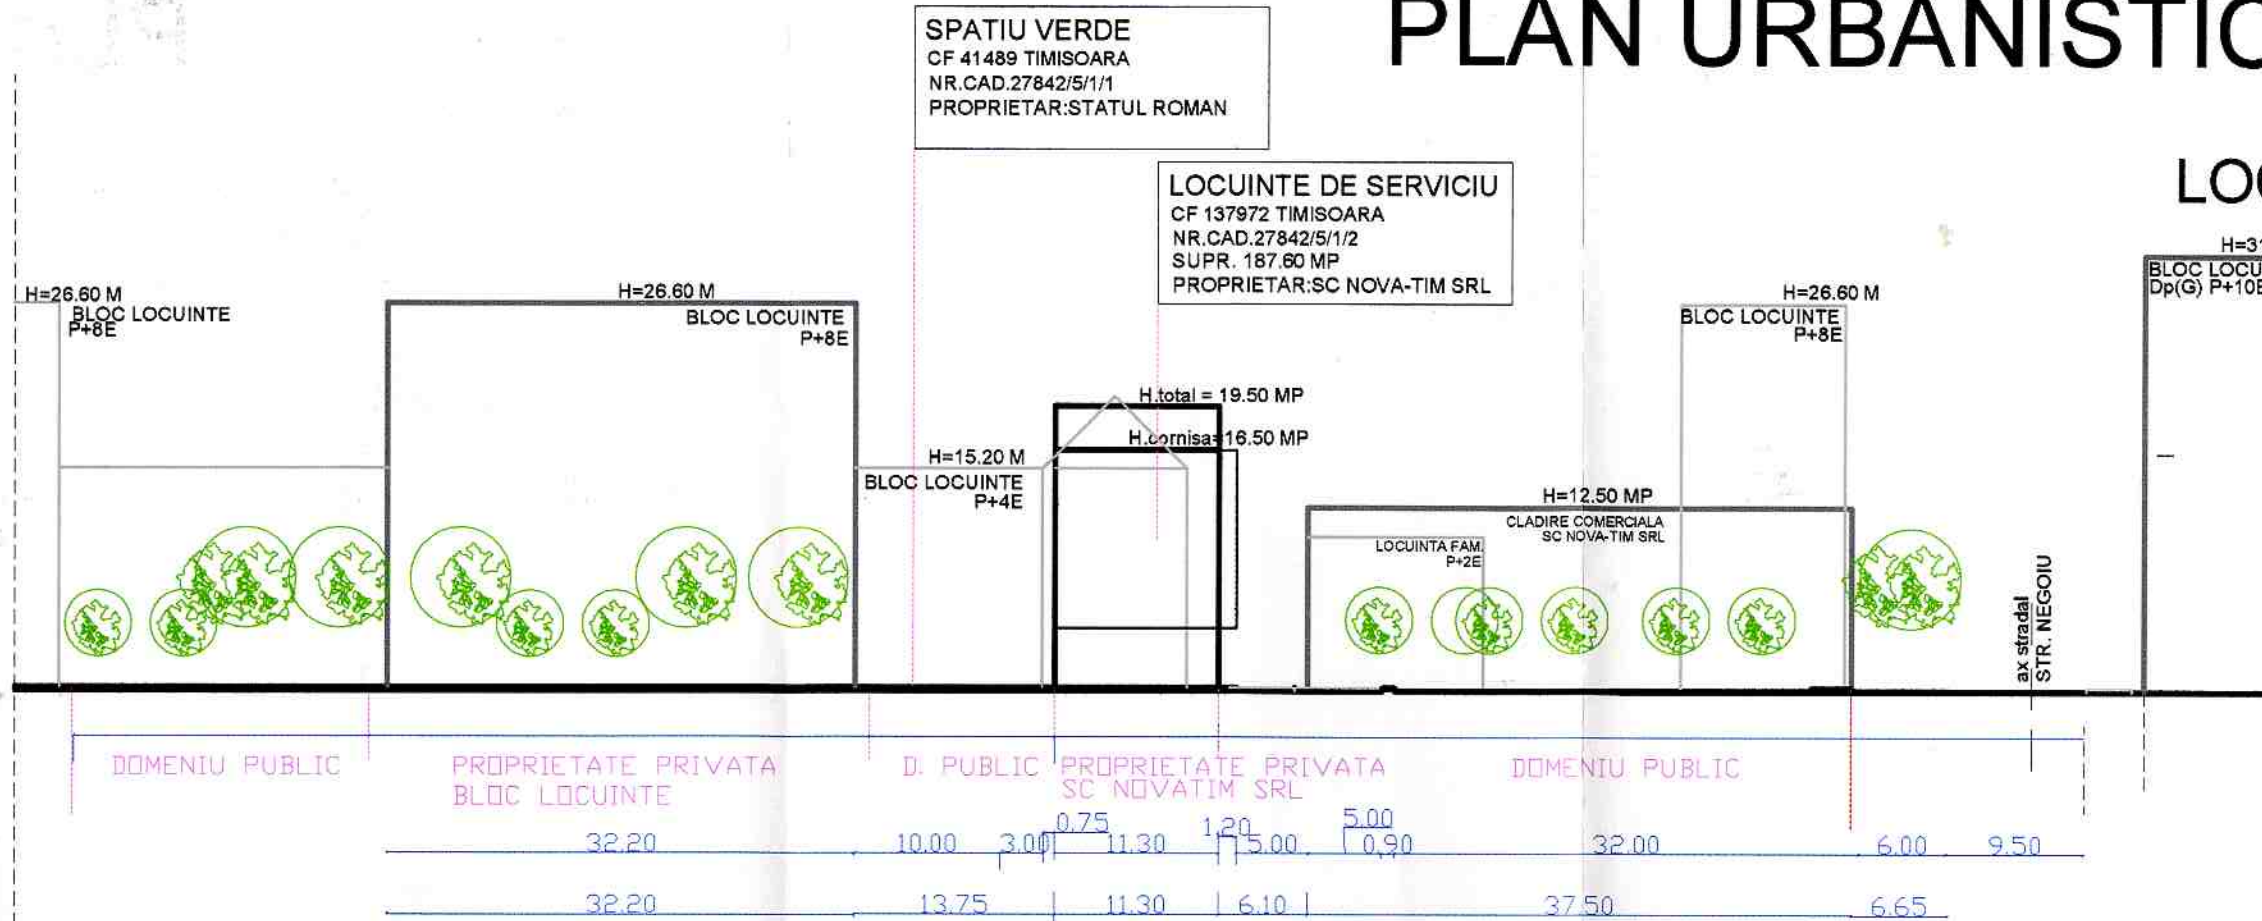 PLAN URBANISTIC
SPATIU VERDE
CF 41489 TIMISOARA
NR.CAD.27842/5/1/1
PROPRIETAR:STATUL ROMAN
LOCUINTE DE SERVICIU
CF 137972 TIMISOARA
NR.CAD.27842/5/1/2
SUPR. 187.60 MP
PROPRIETAR:SC NOVA-TIM SRL
LOC
H=26.60 M
BLOC LOCUINTE
P+8E
H=26.60 M
BLOC LOCUINTE
P+8E
H=15.20 M
BLOC LOCUINTE
P+4E
H.total = 19.50 MP
H.cornisa=16.50 MP
H=12.50 MP
CLADIRE COMERCIALA
SC NOVA-TIM SRL
LOCUINTA FAM.
P+2E
H=26.60 M
BLOC LOCUINTE
P+8E
H=31
BLOC LOCU
Dp(G) P+10E
ax stradal
STR. NEGOIU
DOMENIU PUBLIC
PROPRIETATE PRIVATA
BLOC LOCUINTE
D. PUBLIC
PROPRIETATE PRIVATA
SC NOVATIM SRL
DOMENIU PUBLIC
0.75 1.20 5.00
32.20 10.00 3.00 11.30 5.00 0.90 32.00 6.00 9.50
32.20 13.75 11.30 6.10 37.50 6.65